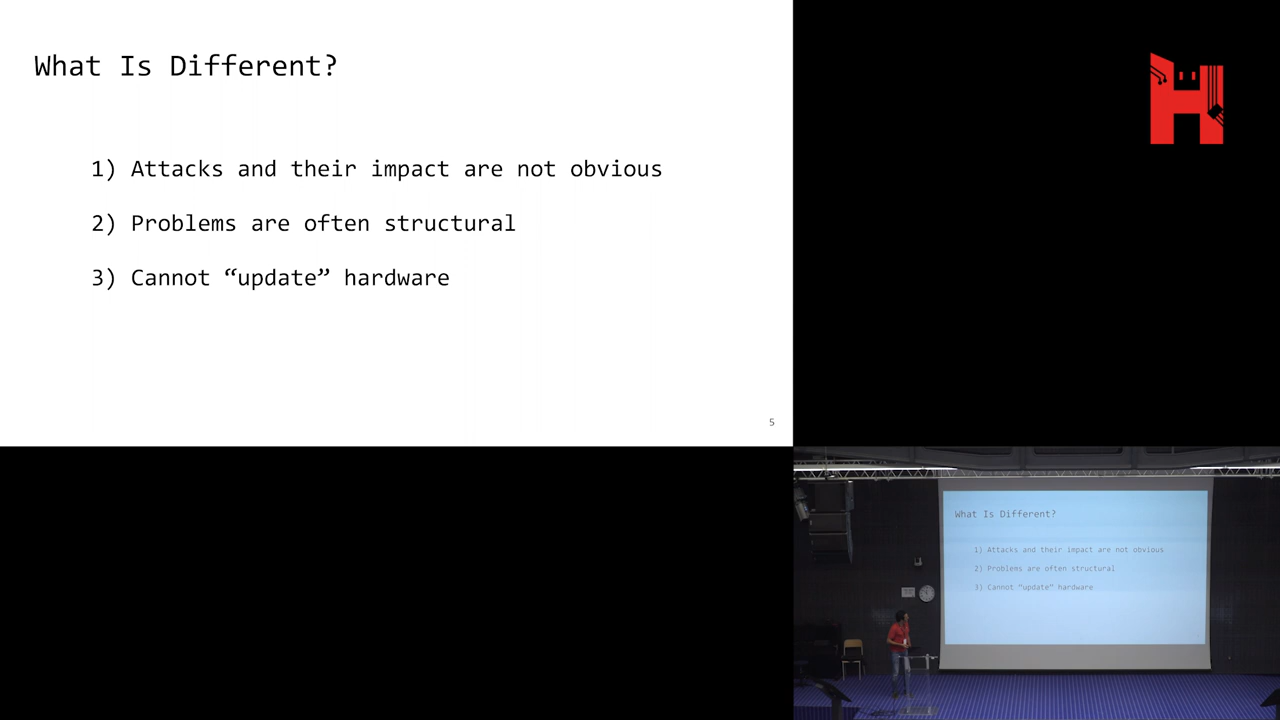 What Is Different?
1) Attacks and their impact are not obvious
2) Problems are often structural
3) Cannot “update” hardware
5
H
What Is Different?
1) Attacks and their impact are not obvious
2) Problems are often structural
3) Cannot “update” hardware